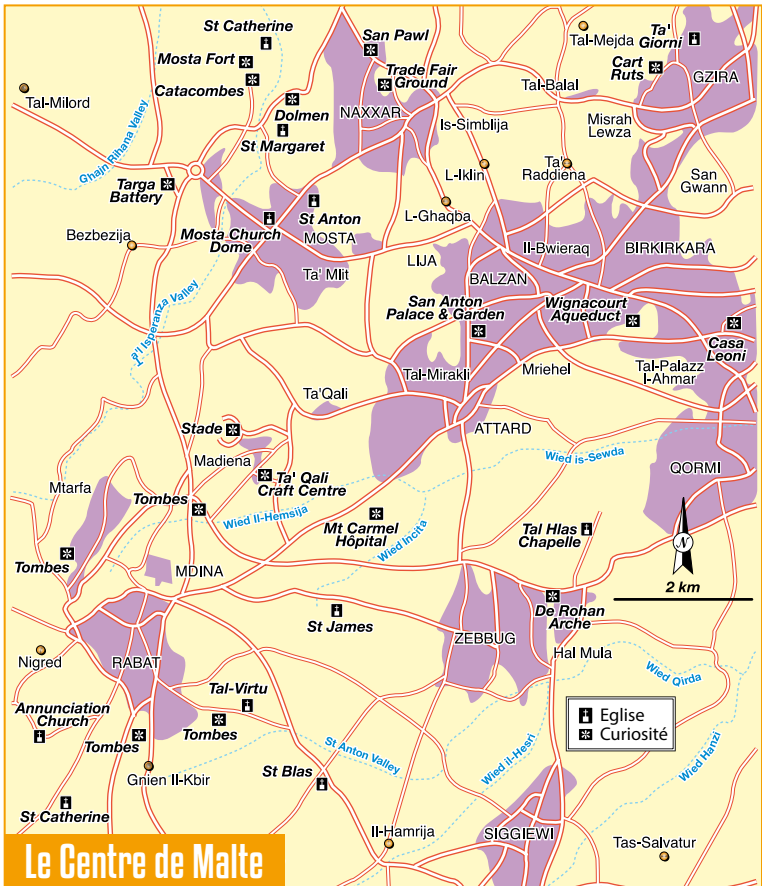 St Catherine
San Pawl
Tal-Mejda
Ta'
Giorni
Mosta Fort
Cart
Ruts
Trade Fair
Ground
GZIRA
Catacombes
Tal-Milord
Tal-Balal
Dolmen
NAXXAR
Misrah
Lewza
Is-Simblija
St Margaret
Ghajn Rihana Valley
L-Iklin
Ta'
Raddiena
San
Gwann
Targa
Battery
St Anton
L-Ghaqba
Bezbezija
Mosta Church
Dome
MOSTA
Il-Bwieraq
BIRKIRKARA
LIJA
Ta' Mlit
BALZAN
San Anton
Palace & Garden
Wignacourt
Aqueduct
Casa
Leoni
Isperanza Valley
Tal-Mirakli
Mriehel
Tal-Palazz
l-Ahmar
Ta'Qali
Stade
ATTARD
Madiena
Wied is-Sewda
QORMI
Mtarfa
Ta' Qali
Craft Centre
Tombes
Wied Il-Hemsija
Mt Carmel
Hôpital
Wied Incita
Tal Hlas
Chapelle
N
Tombes
MDINA
2 km
De Rohan
Arche
St James
ZEBBUG
Hal Mula
Nigred
RABAT
Wied Qirda
Tal-Virtu
Annunciation
Church
Tombes
Eglise
Curiosité
Tombes
St Anton Valley
Wied il-Hesri
Wied Hanzi
Gnien Il-Kbir
St Blas
St Catherine
Il-Hamrija
SIGGIEWI
Tas-Salvatur
Le Centre de Malte